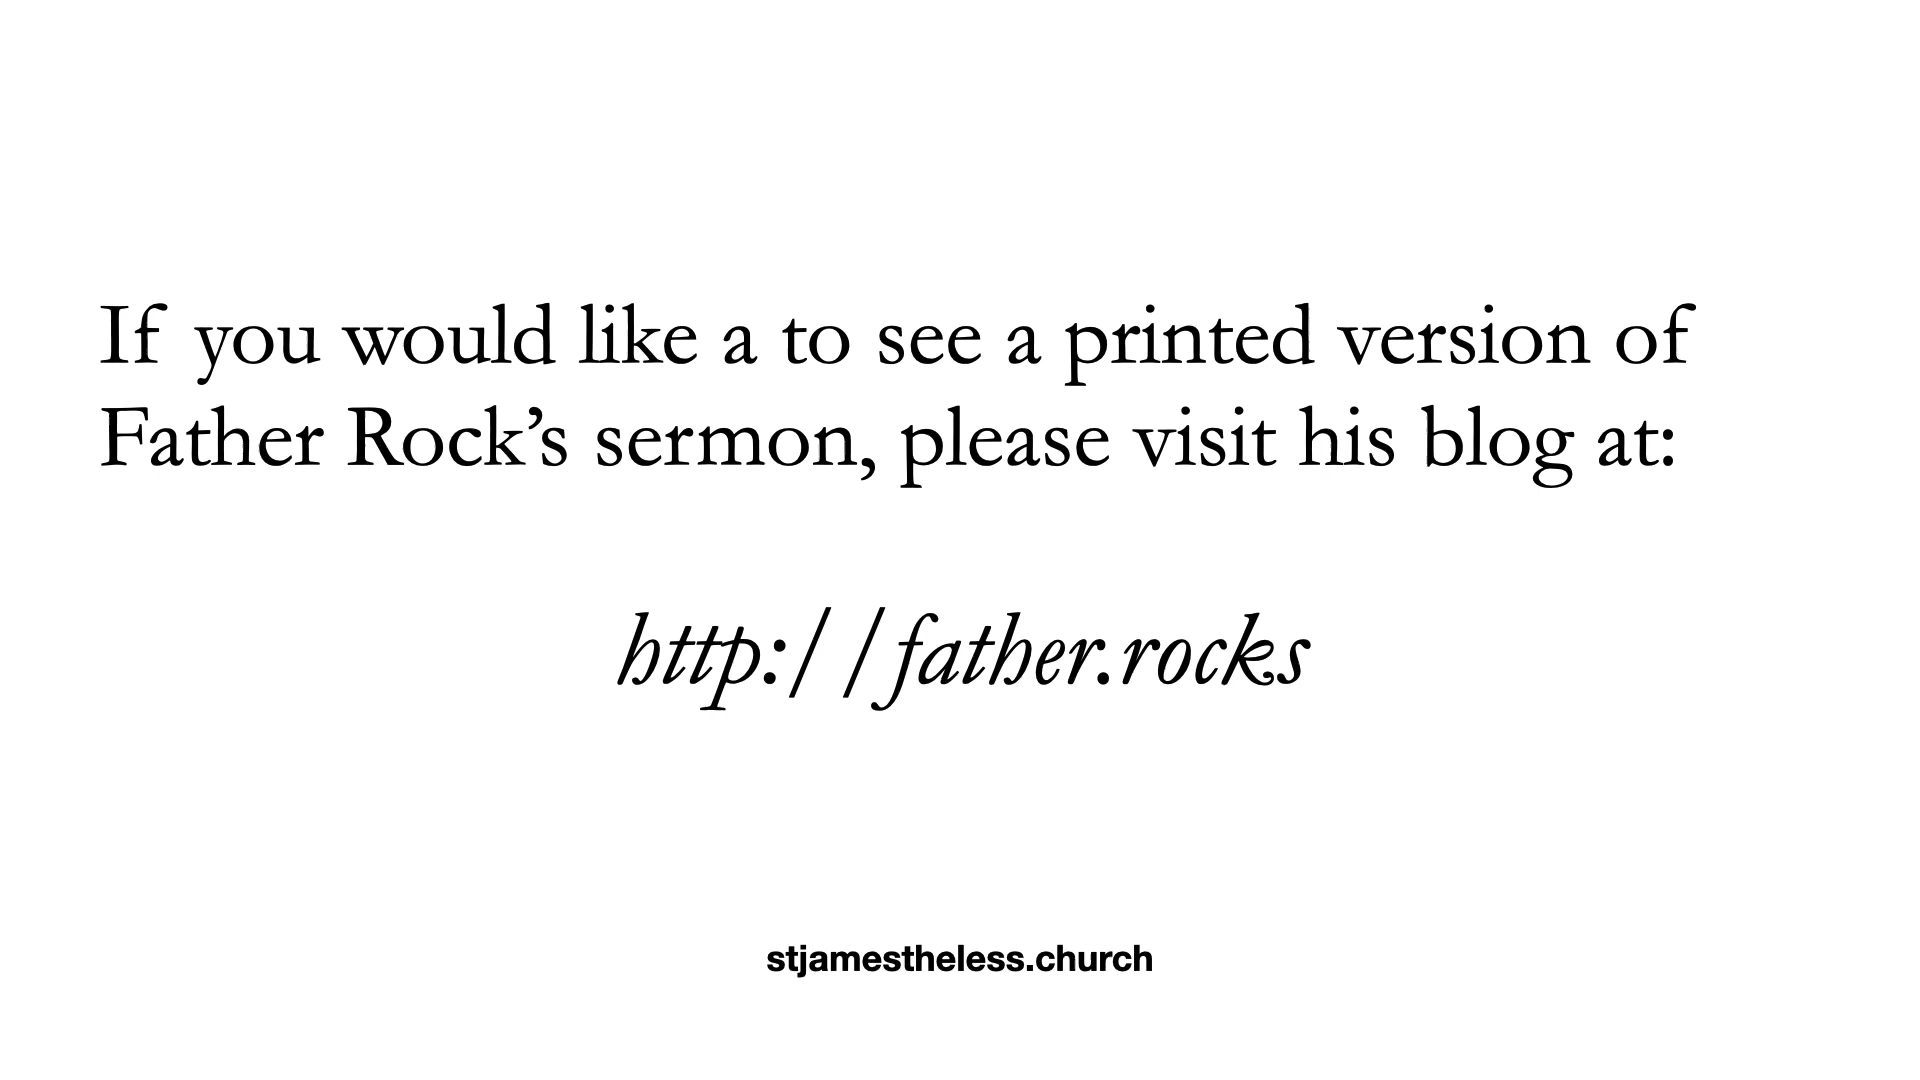 If you would like a to see a printed version of
Father Rock’s sermon, please visit his blog at:
http://father.rocks
stjamestheless.church